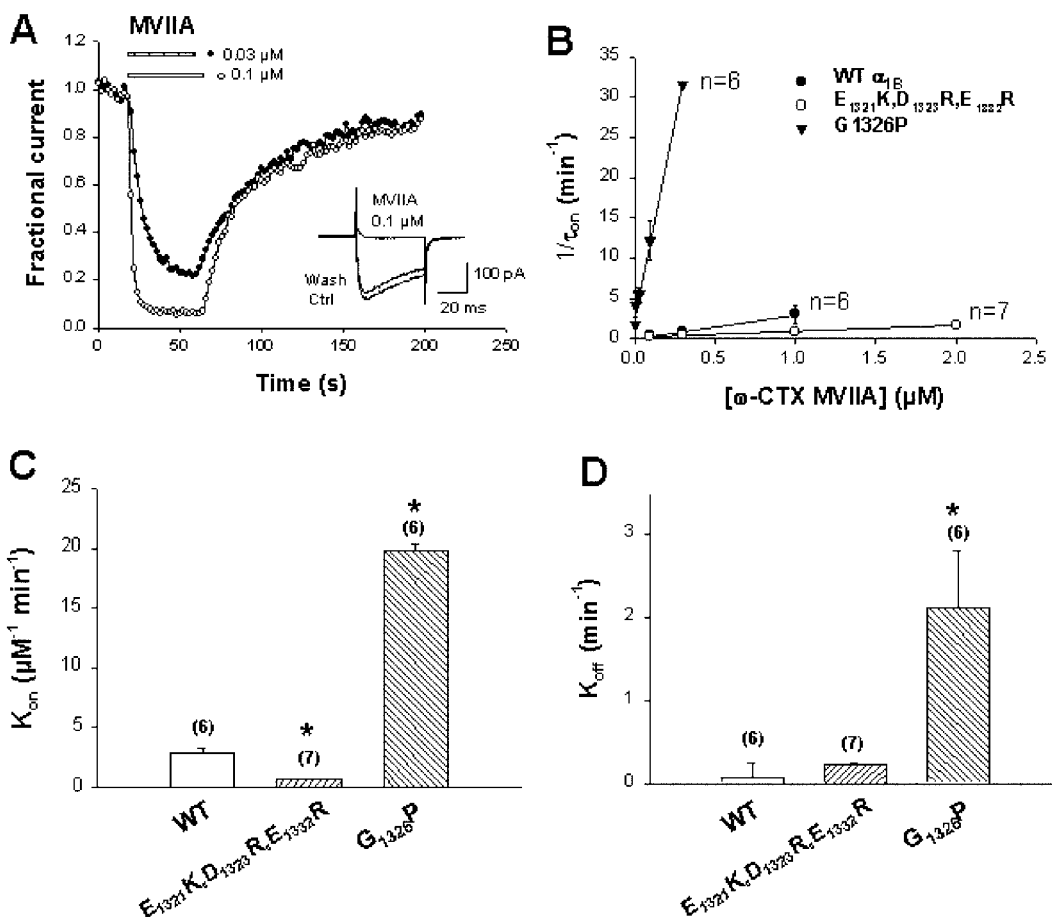 A
MVIIA
0.03 µM
0.1 µM
1.2
1.0
0.8
0.6
0.4
0.2
0.0
Fractional current
0
50
100
150
200
250
Time (s)
MVIIA
0.1 µM
Wash
Ctrl
100 pA
20 ms
B
35
30
25
20
15
10
5
0
1/τon (min-1)
n=6
WT α1B
E1321K,D1323R,E1332R
G1326P
n=6
n=7
0.0
0.5
1.0
1.5
2.0
2.5
[ω-CTX MVIIA] (µM)
C
25
20
15
10
5
0
Kon (µM-1 min-1)
(6)
*
(7)
*
(6)
WT
E1321K,D1323R,E1332R
G1326P
D
3
2
1
0
Koff (min-1)
(6)
(7)
*
(6)
WT
E1321K,D1323R,E1332R
G1326P